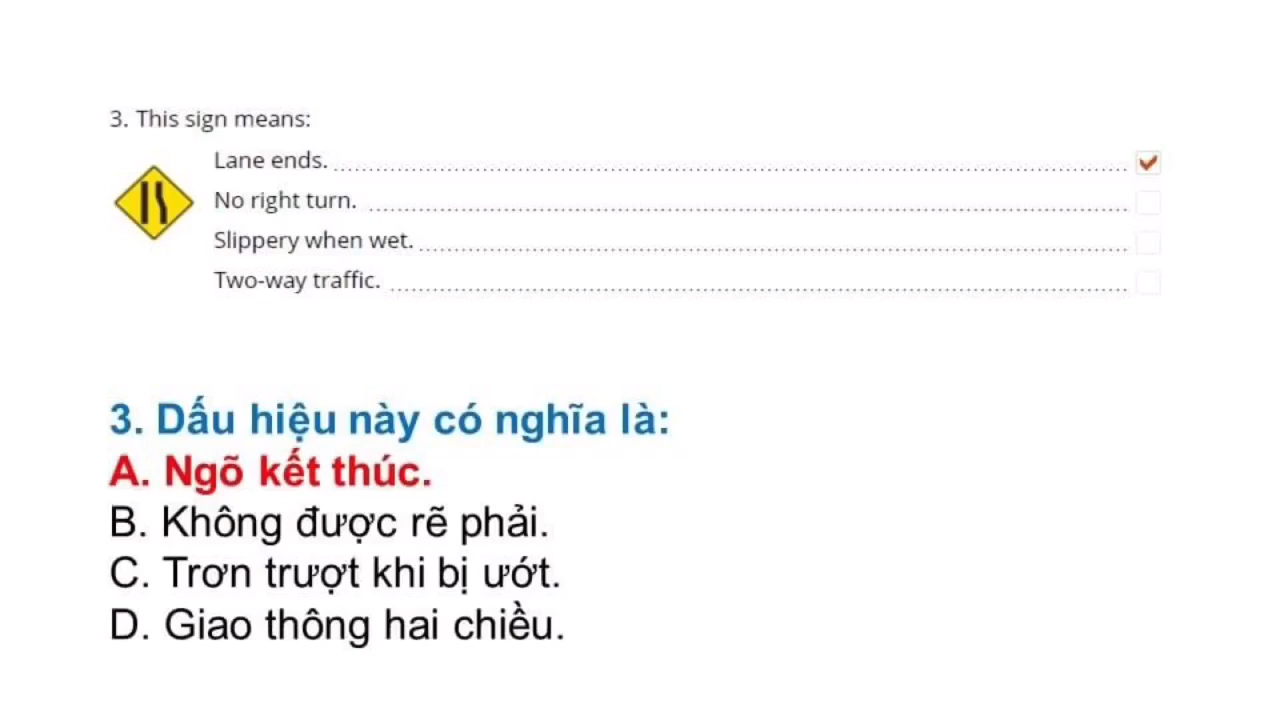 3. This sign means:
Lane ends.
No right turn.
Slippery when wet.
Two-way traffic.
3. Dấu hiệu này có nghĩa là:
A. Ngõ kết thúc.
B. Không được rẽ phải.
C. Trơn trượt khi bị ướt.
D. Giao thông hai chiều.